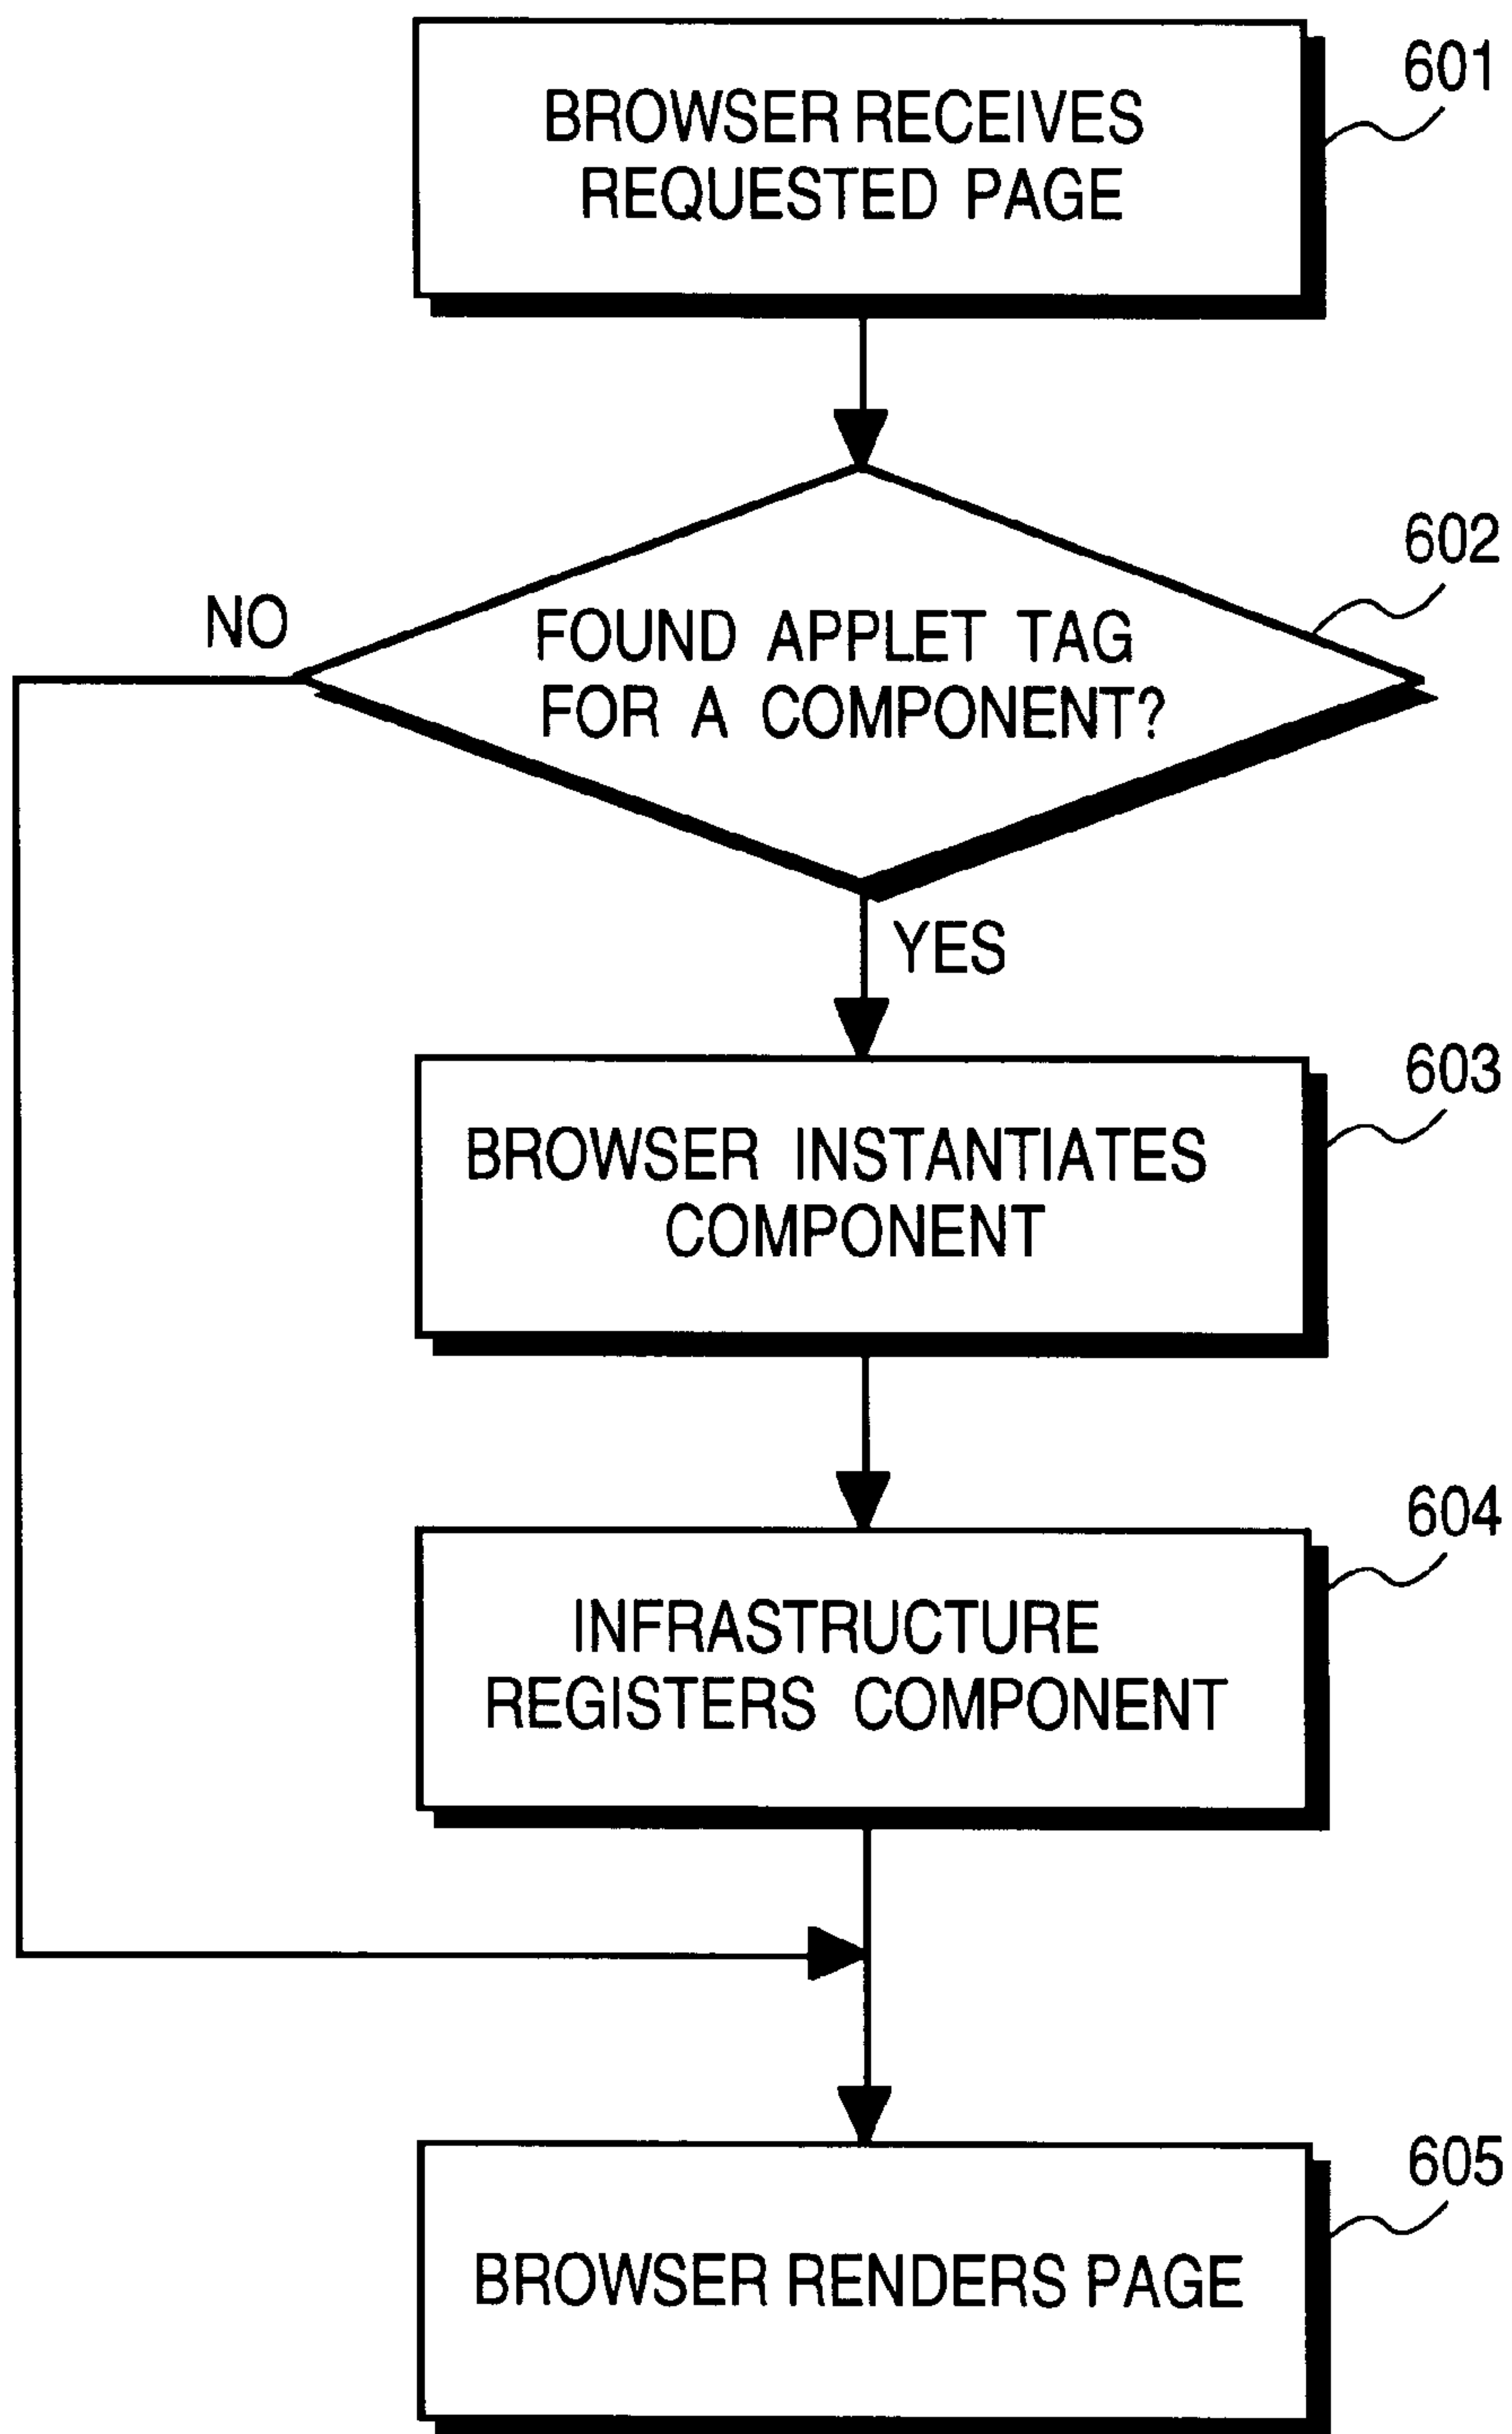 BROWSER RECEIVES
REQUESTED PAGE
601
602
NO
FOUND APPLET TAG
FOR A COMPONENT?
YES
603
BROWSER INSTANTIATES
COMPONENT
604
INFRASTRUCTURE
REGISTERS COMPONENT
605
BROWSER RENDERS PAGE